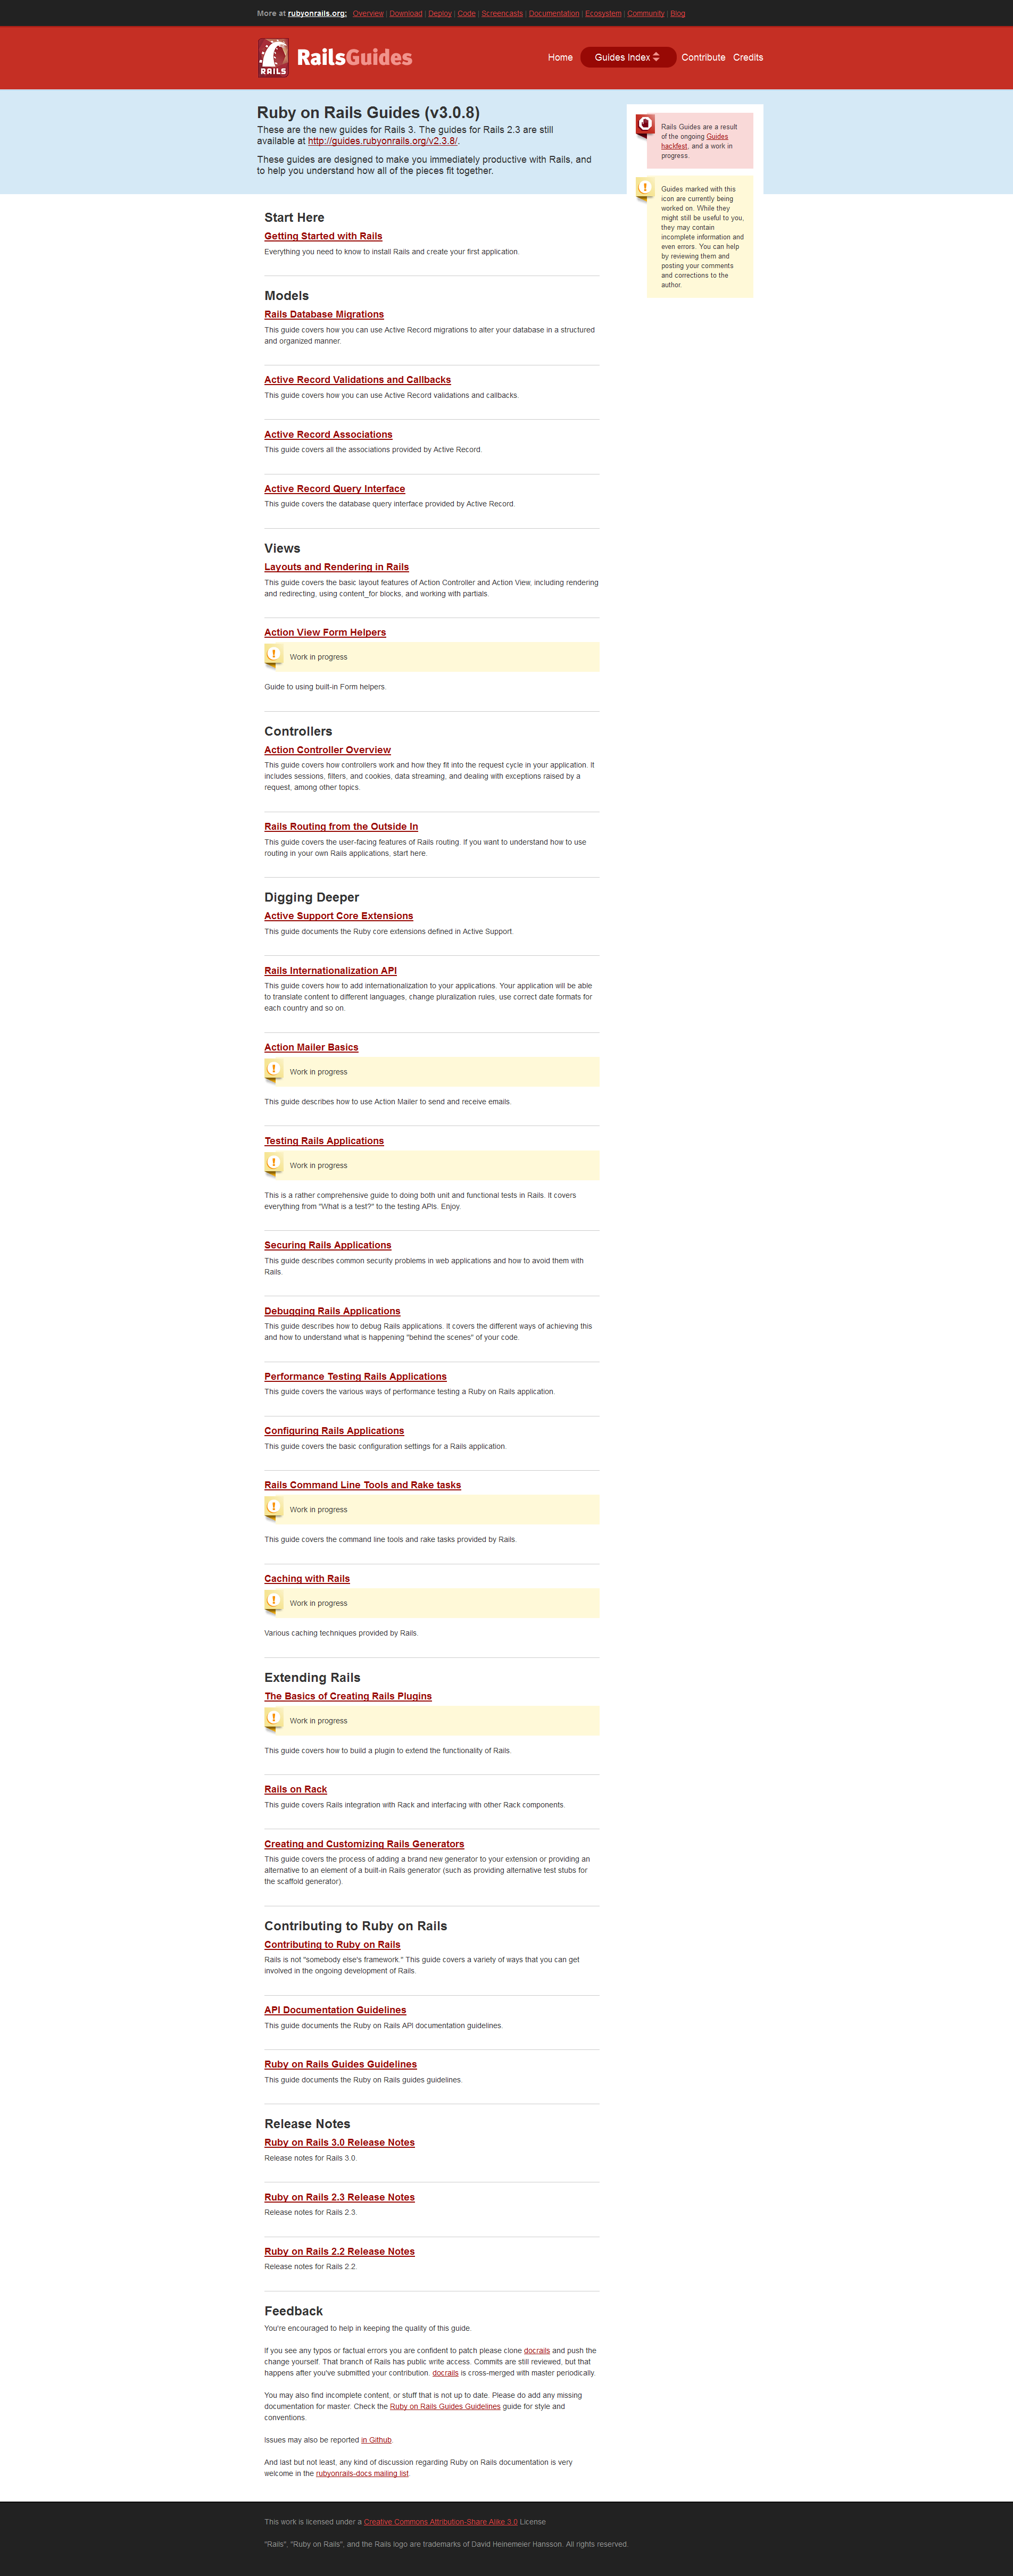 More at rubyonrails.org: Overview | Download | Deploy | Code | Screencasts | Documentation | Ecosystem | Community | Blog
RAILS
RailsGuides
Home Guides Index Contribute Credits
Ruby on Rails Guides (v3.0.8)
These are the new guides for Rails 3. The guides for Rails 2.3 are still
available at http://guides.rubyonrails.org/v2.3.8/.
These guides are designed to make you immediately productive with Rails, and
to help you understand how all of the pieces fit together.
Rails Guides are a result
of the ongoing Guides
hackfest, and a work in
progress.
Guides marked with this
icon are currently being
worked on. While they
might still be useful to you,
they may contain
incomplete information and
even errors. You can help
by reviewing them and
posting your comments
and corrections to the
author.
Start Here
Getting Started with Rails
Everything you need to know to install Rails and create your first application.
Models
Rails Database Migrations
This guide covers how you can use Active Record migrations to alter your database in a structured
and organized manner.
Active Record Validations and Callbacks
This guide covers how you can use Active Record validations and callbacks.
Active Record Associations
This guide covers all the associations provided by Active Record.
Active Record Query Interface
This guide covers the database query interface provided by Active Record.
Views
Layouts and Rendering in Rails
This guide covers the basic layout features of Action Controller and Action View, including rendering
and redirecting, using content_for blocks, and working with partials.
Action View Form Helpers
Work in progress
Guide to using built-in Form helpers.
Controllers
Action Controller Overview
This guide covers how controllers work and how they fit into the request cycle in your application. It
includes sessions, filters, and cookies, data streaming, and dealing with exceptions raised by a
request, among other topics.
Rails Routing from the Outside In
This guide covers the user-facing features of Rails routing. If you want to understand how to use
routing in your own Rails applications, start here.
Digging Deeper
Active Support Core Extensions
This guide documents the Ruby core extensions defined in Active Support.
Rails Internationalization API
This guide covers how to add internationalization to your applications. Your application will be able
to translate content to different languages, change pluralization rules, use correct date formats for
each country and so on.
Action Mailer Basics
Work in progress
This guide describes how to use Action Mailer to send and receive emails.
Testing Rails Applications
Work in progress
This is a rather comprehensive guide to doing both unit and functional tests in Rails. It covers
everything from "What is a test?" to the testing APIs. Enjoy.
Securing Rails Applications
This guide describes common security problems in web applications and how to avoid them with
Rails.
Debugging Rails Applications
This guide describes how to debug Rails applications. It covers the different ways of achieving this
and how to understand what is happening "behind the scenes" of your code.
Performance Testing Rails Applications
This guide covers the various ways of performance testing a Ruby on Rails application.
Configuring Rails Applications
This guide covers the basic configuration settings for a Rails application.
Rails Command Line Tools and Rake tasks
Work in progress
This guide covers the command line tools and rake tasks provided by Rails.
Caching with Rails
Work in progress
Various caching techniques provided by Rails.
Extending Rails
The Basics of Creating Rails Plugins
Work in progress
This guide covers how to build a plugin to extend the functionality of Rails.
Rails on Rack
This guide covers Rails integration with Rack and interfacing with other Rack components.
Creating and Customizing Rails Generators
This guide covers the process of adding a brand new generator to your extension or providing an
alternative to an element of a built-in Rails generator (such as providing alternative test stubs for
the scaffold generator).
Contributing to Ruby on Rails
Contributing to Ruby on Rails
Rails is not "somebody else's framework." This guide covers a variety of ways that you can get
involved in the ongoing development of Rails.
API Documentation Guidelines
This guide documents the Ruby on Rails API documentation guidelines.
Ruby on Rails Guides Guidelines
This guide documents the Ruby on Rails guides guidelines.
Release Notes
Ruby on Rails 3.0 Release Notes
Release notes for Rails 3.0.
Ruby on Rails 2.3 Release Notes
Release notes for Rails 2.3.
Ruby on Rails 2.2 Release Notes
Release notes for Rails 2.2.
Feedback
You're encouraged to help in keeping the quality of this guide.
If you see any typos or factual errors you are confident to patch please clone docrails and push the
change yourself. That branch of Rails has public write access. Commits are still reviewed, but that
happens after you've submitted your contribution. docrails is cross-merged with master periodically.
You may also find incomplete content, or stuff that is not up to date. Please do add any missing
documentation for master. Check the Ruby on Rails Guides Guidelines guide for style and
conventions.
Issues may also be reported in Github.
And last but not least, any kind of discussion regarding Ruby on Rails documentation is very
welcome in the rubyonrails-docs mailing list.
This work is licensed under a Creative Commons Attribution-Share Alike 3.0 License
"Rails", "Ruby on Rails", and the Rails logo are trademarks of David Heinemeier Hansson. All rights reserved.